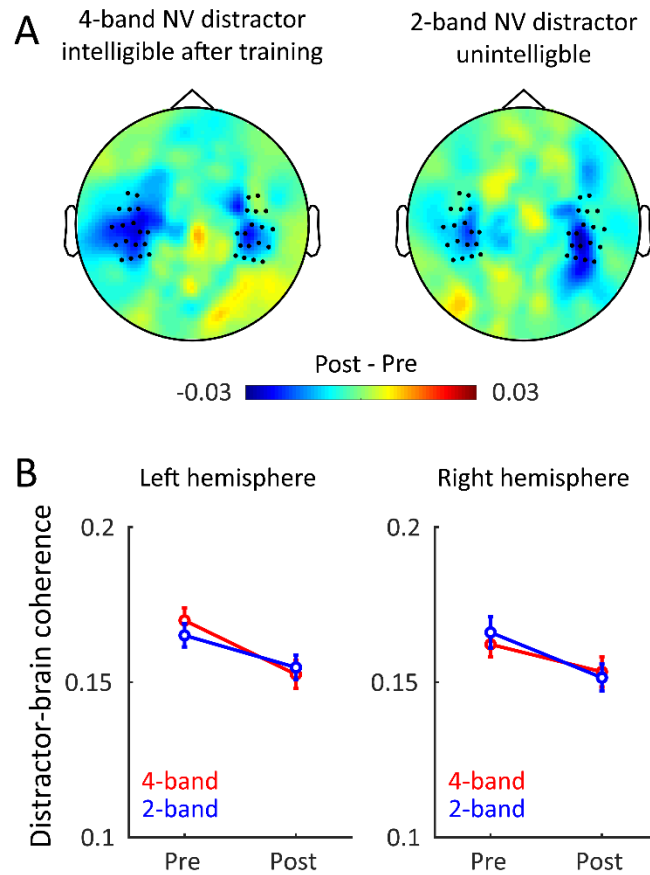 A
4-band NV distractor
intelligible after training
2-band NV distractor
unintelligble
Post - Pre
-0.03
0.03
B
Left hemisphere
Right hemisphere
Distractor-brain coherence
0.2
0.15
0.1
4-band
2-band
Pre
Post
0.2
0.15
0.1
4-band
2-band
Pre
Post